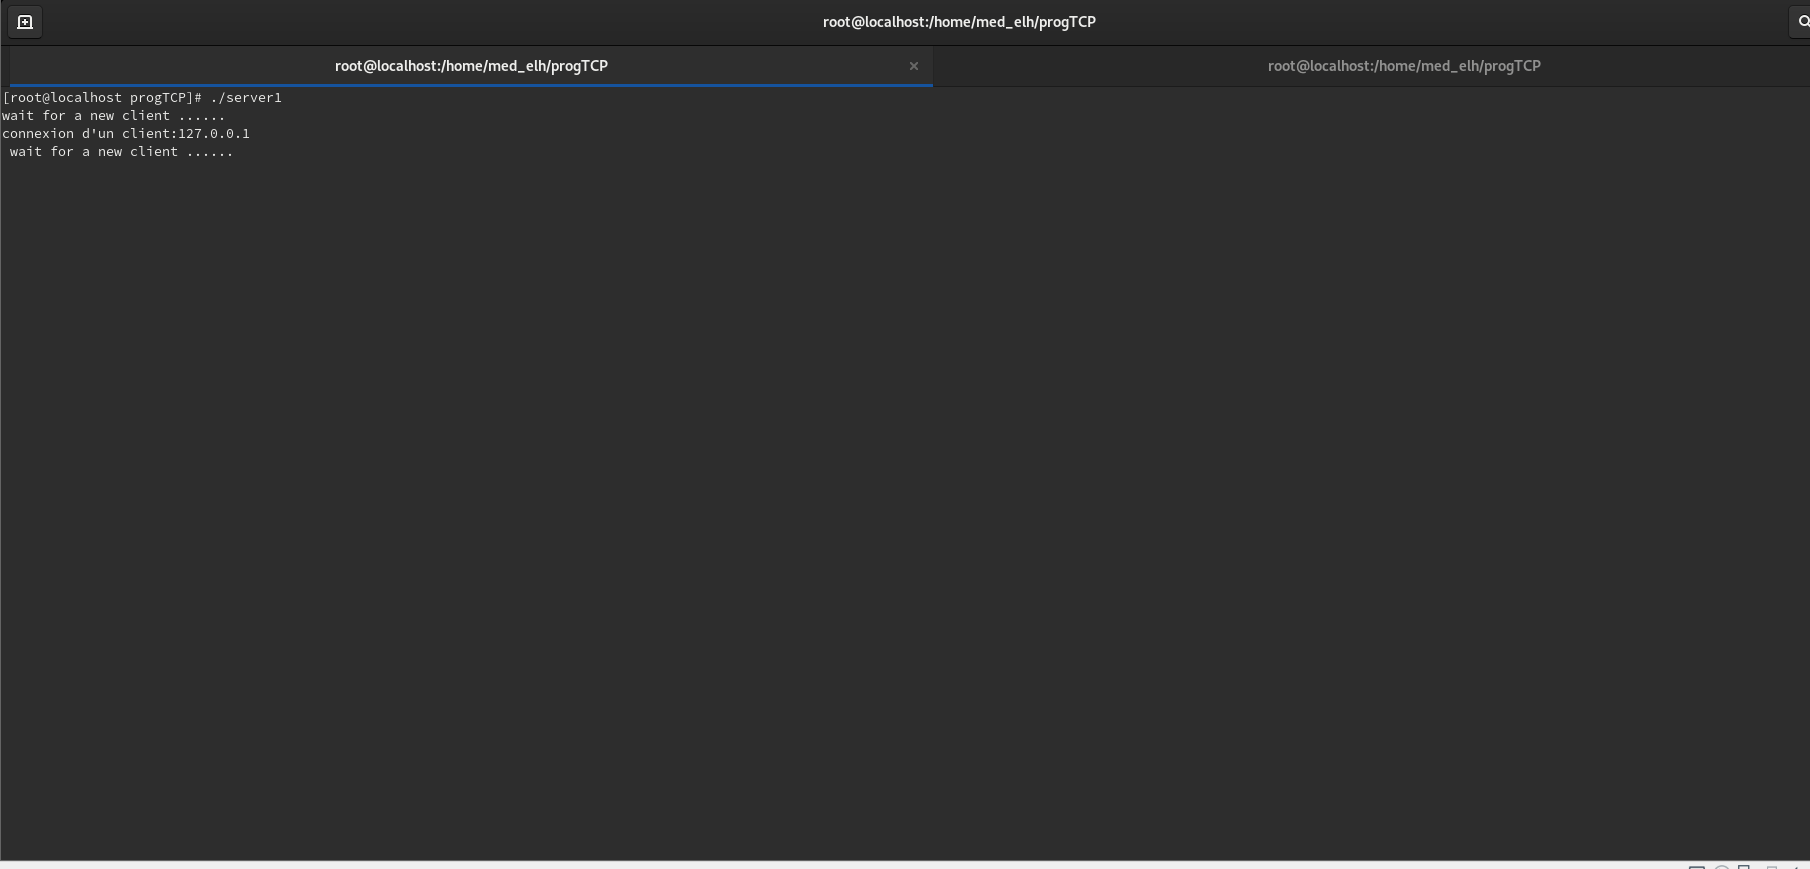 root@localhost:/home/med_elh/progTCP
root@localhost:/home/med_elh/progTCP × root@localhost:/home/med_elh/progTCP
[root@localhost progTCP]# ./server1
wait for a new client ......
connexion d'un client:127.0.0.1
 wait for a new client ......